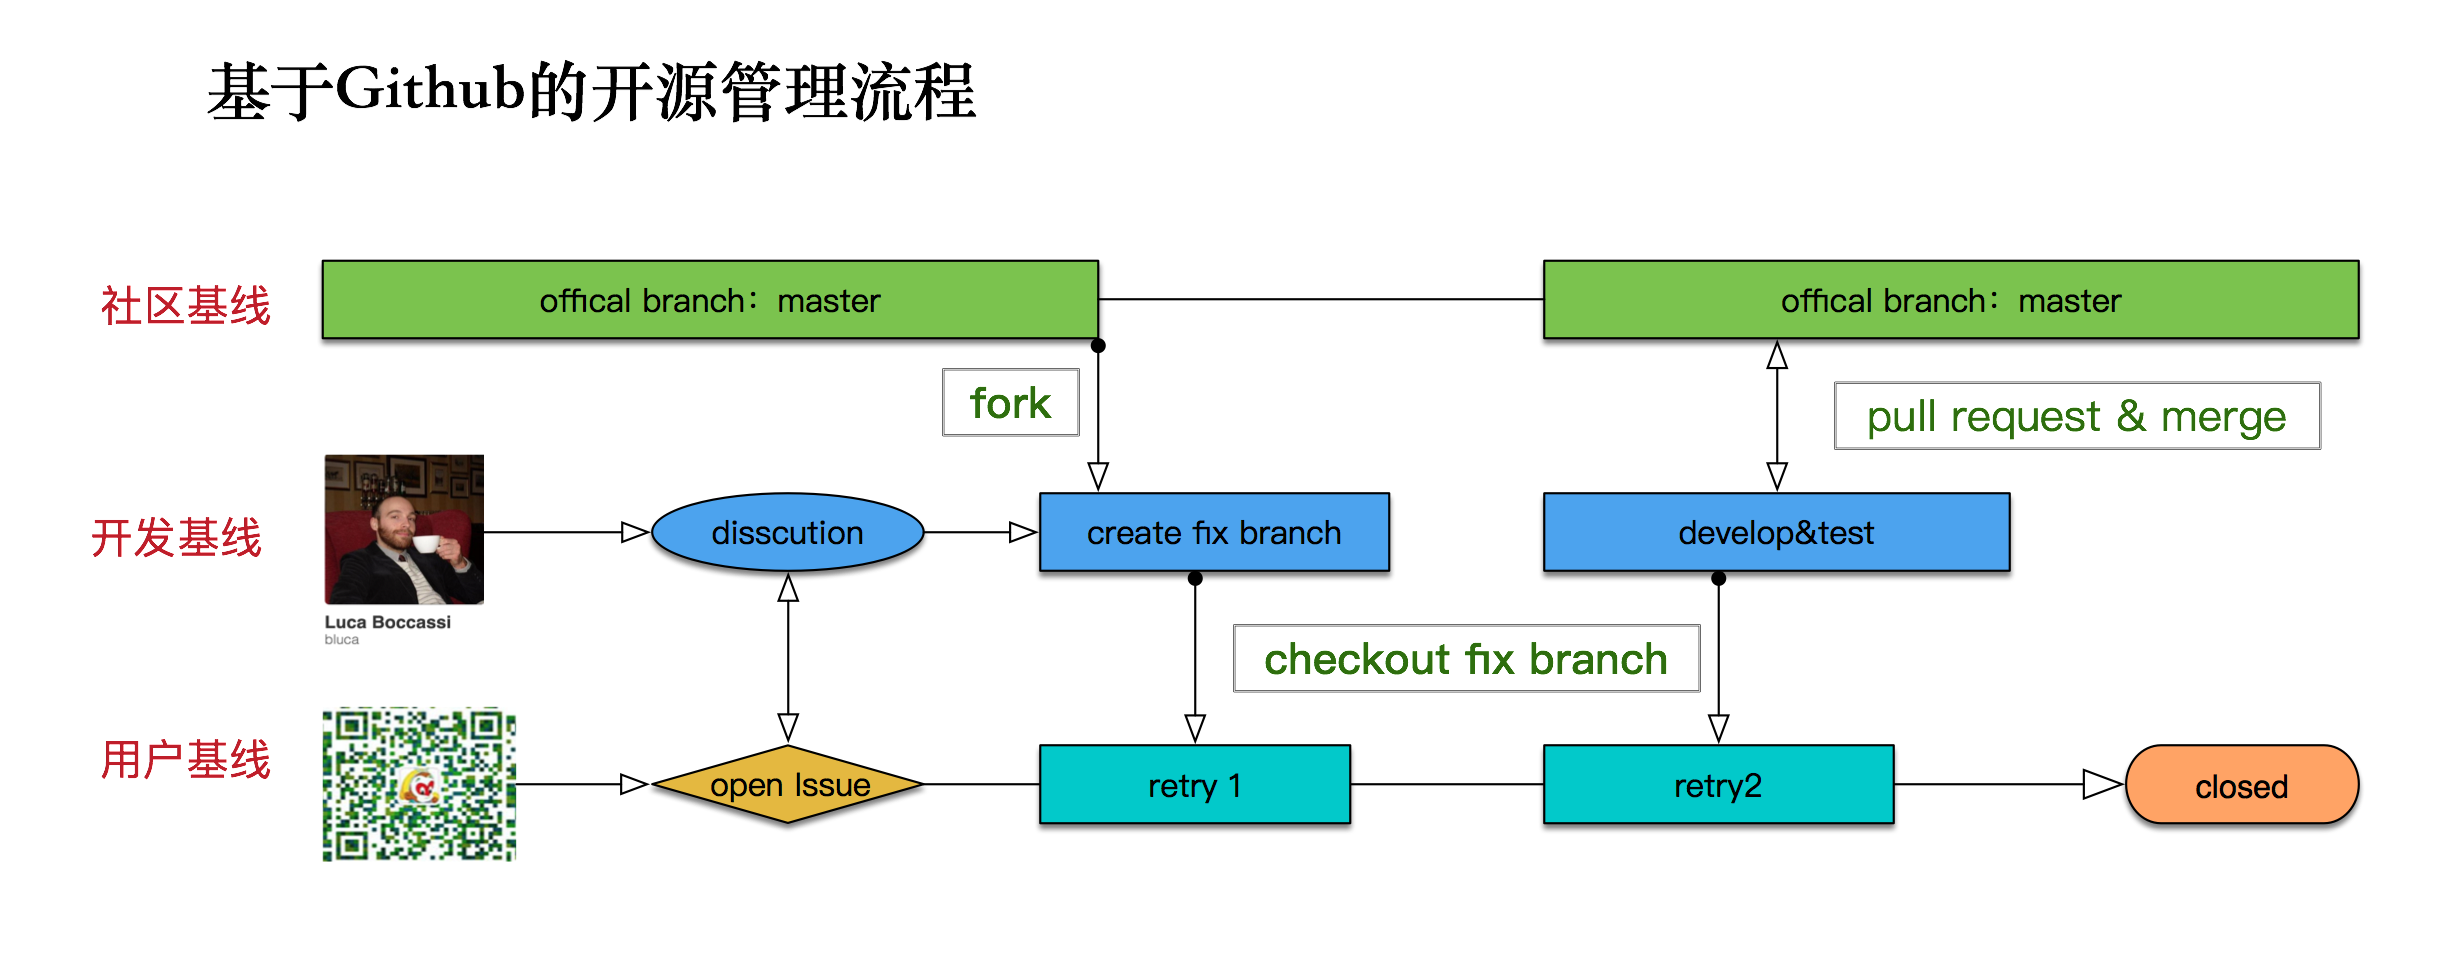 基于Github的开源管理流程
社区基线
offical branch：master
offical branch：master
fork
pull request & merge
开发基线
disscution
create fix branch
develop&test
Luca Boccassi
bluca
checkout fix branch
用户基线
open Issue
retry 1
retry2
closed